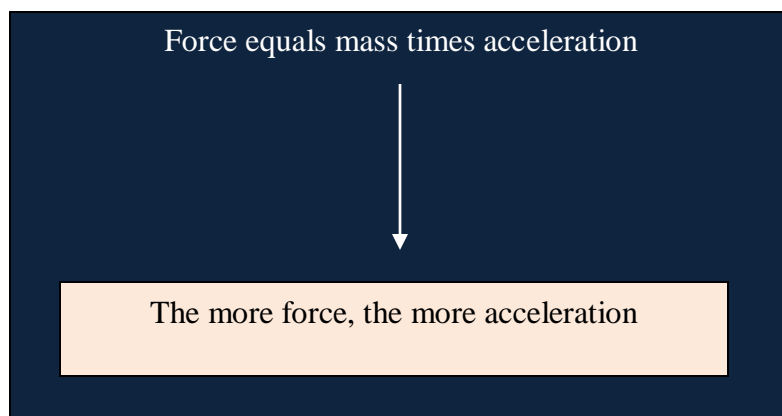 Force equals mass times acceleration
The more force, the more acceleration